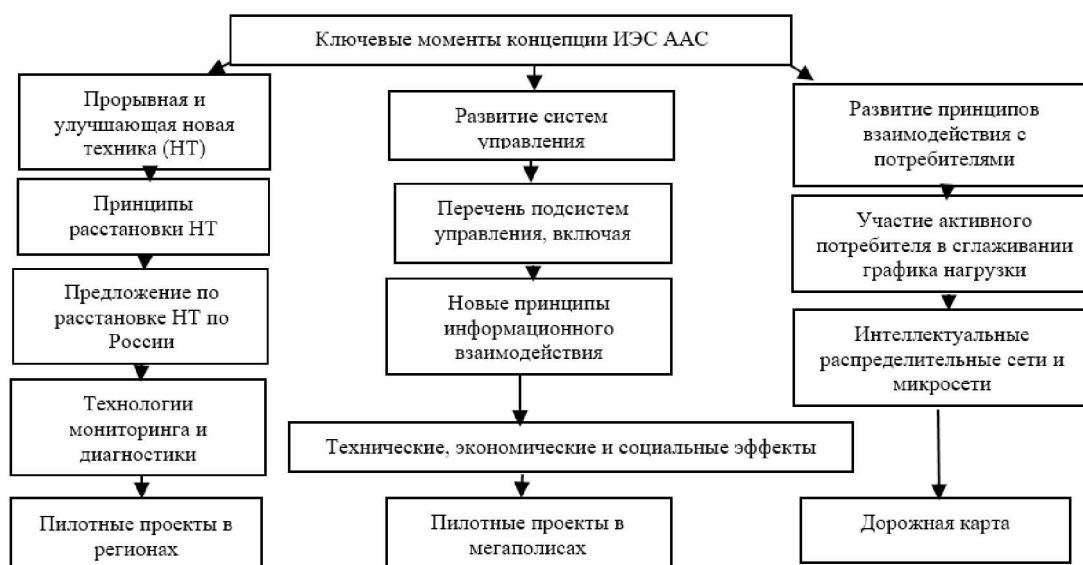 Ключевые моменты концепции ИЭС ААС
Прорывная и
улучшающая новая
техника (НТ)
Принципы
расстановки НТ
Предложение по
расстановке НТ по
России
Технологии
мониторинга и
диагностики
Пилотные проекты в
регионах
Развитие систем
управления
Перечень подсистем
управления, включая
Новые принципы
информационного
взаимодействия
Технические, экономические и социальные эффекты
Пилотные проекты в
мегаполисах
Развитие принципов
взаимодействия с
потребителями
Участие активного
потребителя в сглаживании
графика нагрузки
Интеллектуальные
распределительные сети и
микросети
Дорожная карта